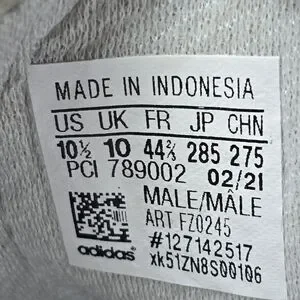 MADE IN INDONESIA
US UK FR JP CHN
10½ 10 44⅔ 285 275
PCI 789002 02/21
MALE/MÂLE
ART FZ0245
#127142517
adidas xk51ZN8S00106